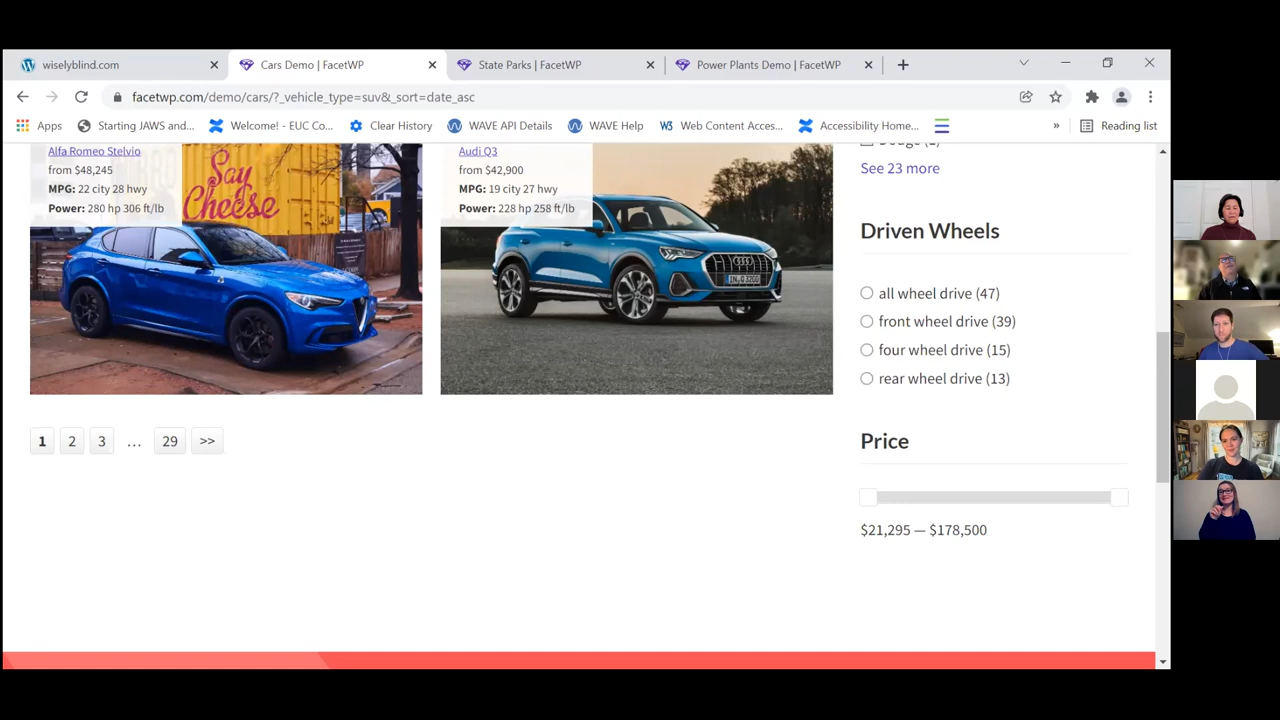 wiselyblind.com
Cars Demo | FacetWP
State Parks | FacetWP
Power Plants Demo | FacetWP
facetwp.com/demo/cars/?_vehicle_type=suv&_sort=date_asc
Apps
Starting JAWS and...
Welcome! - EUC Co...
Clear History
WAVE API Details
WAVE Help
W3 Web Content Acces...
Accessibility Home...
»
Reading list
Alfa Romeo Stelvio
from $48,245
MPG: 22 city 28 hwy
Power: 280 hp 306 ft/lb
Say
Cheese
Audi Q3
from $42,900
MPG: 19 city 27 hwy
Power: 228 hp 258 ft/lb
See 23 more
Driven Wheels
all wheel drive (47)
front wheel drive (39)
four wheel drive (15)
rear wheel drive (13)
1 2 3 … 29 >>
Price
$21,295 — $178,500